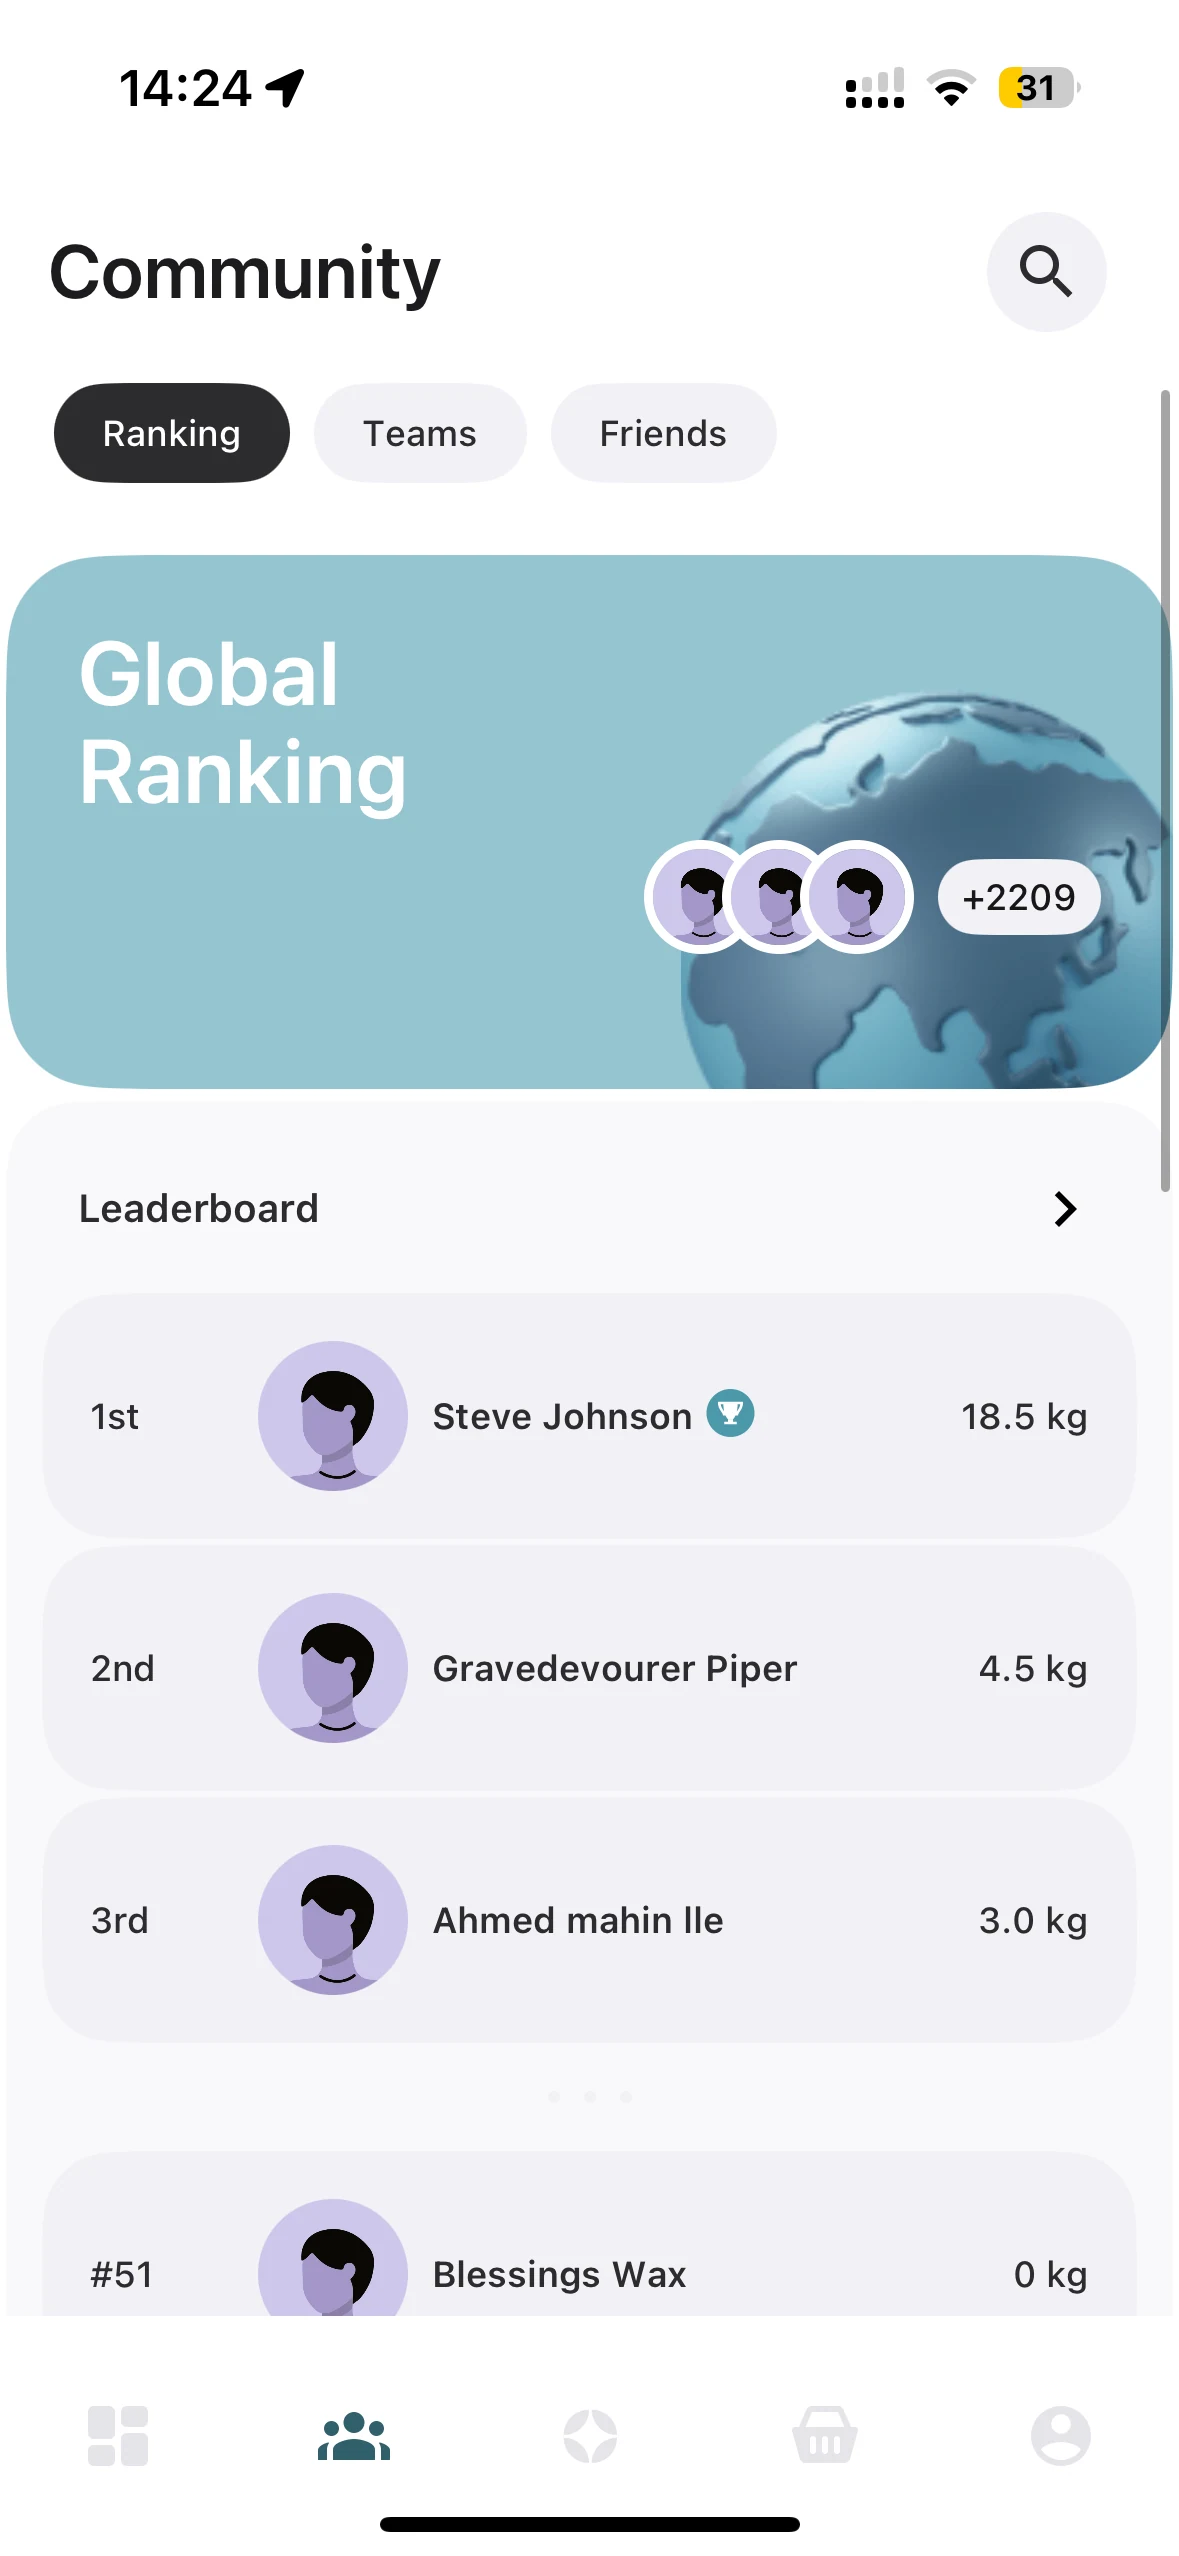 14:24
31
Community
Ranking
Teams
Friends
Global
Ranking
+2209
Leaderboard
1st
Steve Johnson
18.5 kg
2nd
Gravedevourer Piper
4.5 kg
3rd
Ahmed mahin lle
3.0 kg
#51
Blessings Wax
0 kg